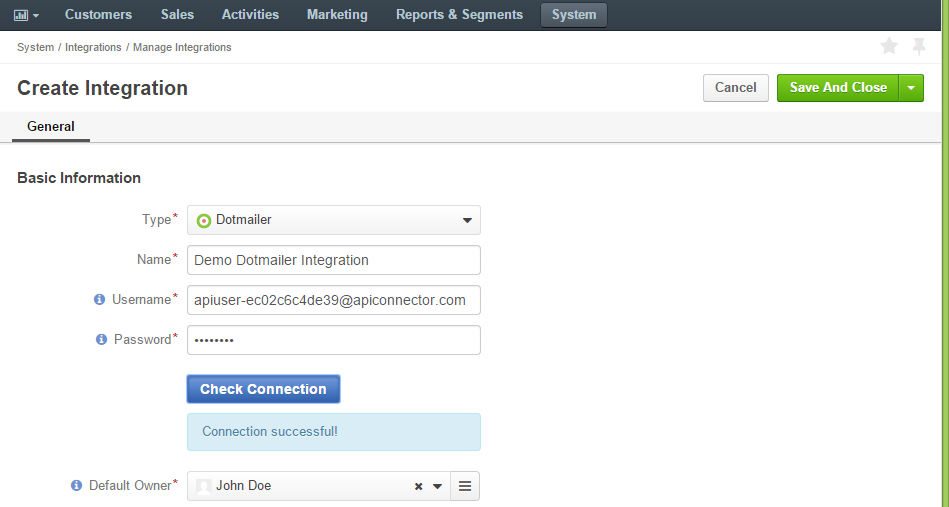 Customers Sales Activities Marketing Reports & Segments System
System / Integrations / Manage Integrations
Create Integration Cancel Save And Close
General
Basic Information
Type* Dotmailer
Name* Demo Dotmailer Integration
Username* apiuser-ec02c6c4de39@apiconnector.com
Password* ••••••••
Check Connection
Connection successful!
Default Owner* John Doe